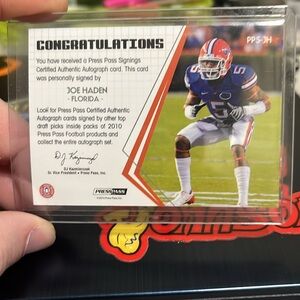 CONGRATULATIONS
PPS-JH
You have received a Press Pass Signings
Certified Authentic Autograph card. This card
was personally signed by
JOE HADEN
- FLORIDA -
Look for Press Pass Certified Authentic
Autograph cards signed by other top
draft picks inside packs of 2010
Press Pass Football products and
collect the entire autograph set.
DJ Kazmierczak
Sr. Vice President • Press Pass, Inc.
PRESS PASS
5